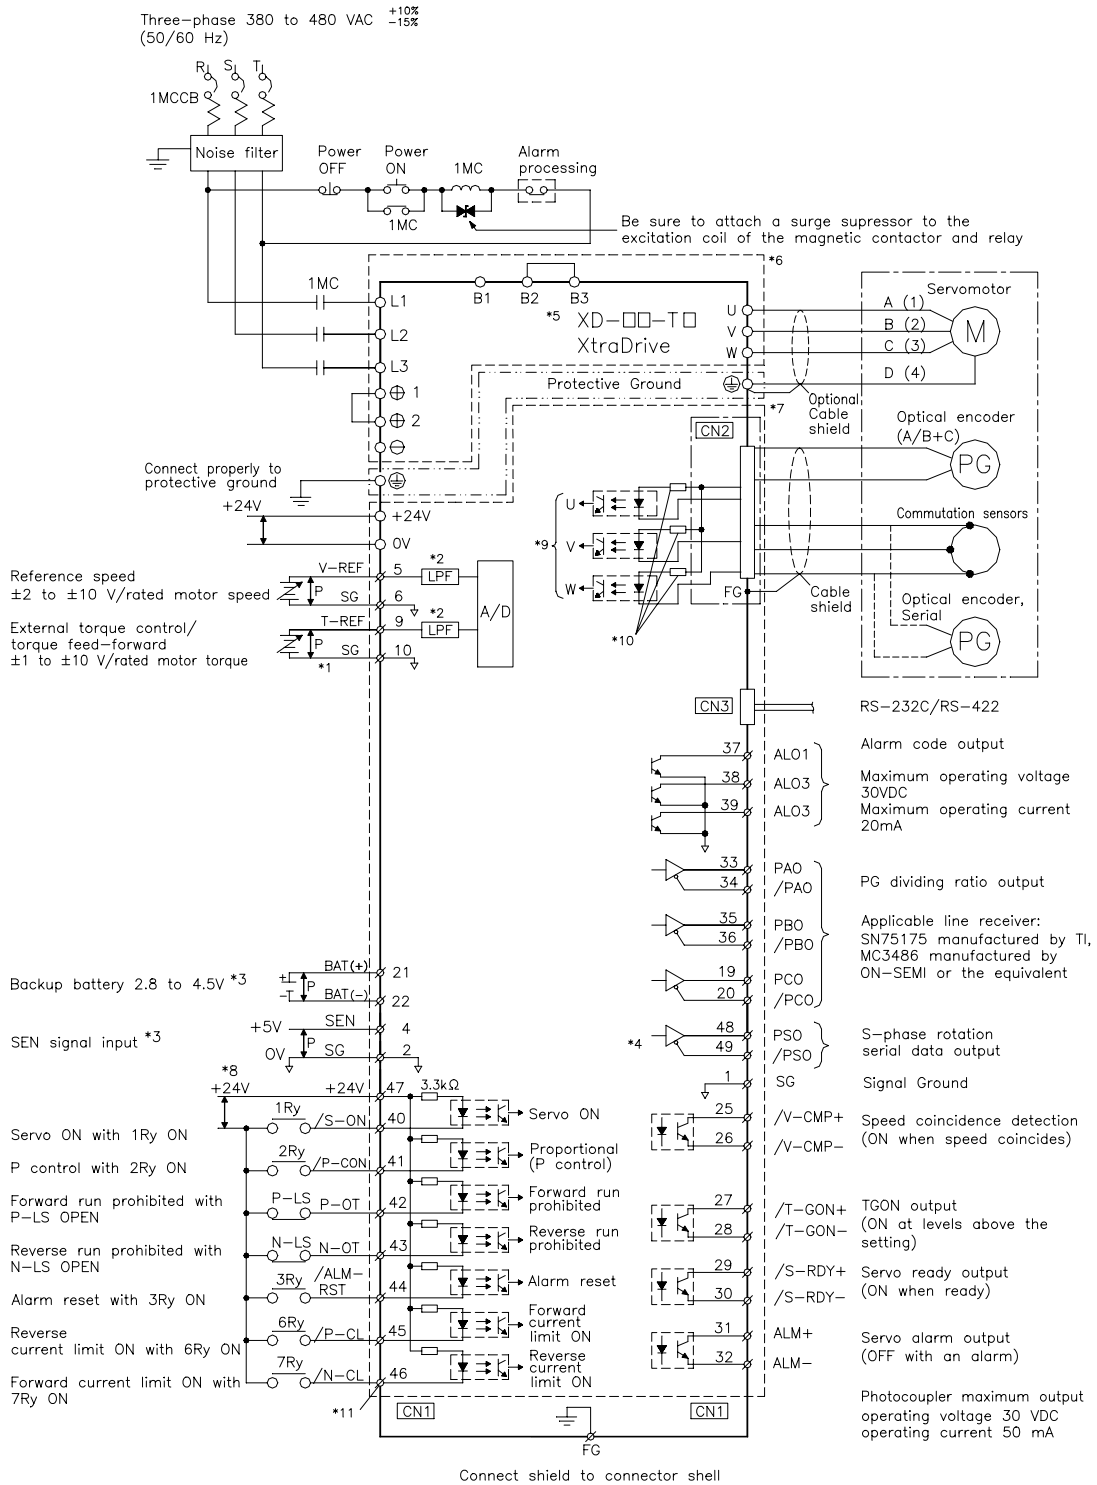 Three-phase 380 to 480 VAC +10% -15%
(50/60 Hz)
R S T
1MCCB
Noise filter
Power OFF
Power ON
1MC
Alarm processing
1MC
Be sure to attach a surge supressor to the
excitation coil of the magnetic contactor and relay
*6
1MC
L1
L2
L3
⊕ 1
⊕ 2
⊖
B1 B2 B3
*5
XD-□□-T□
XtraDrive
U
V
W
Servomotor
A (1)
B (2)
C (3)
D (4)
M
Protective Ground
*7
Optional
Cable
shield
CN2
Optical encoder
(A/B+C)
PG
Connect properly to
protective ground
+24V
+24V
0V
*9
U
V
W
*10
FG
Commutation sensors
Cable
shield
Optical encoder,
Serial
PG
Reference speed
±2 to ±10 V/rated motor speed
V-REF 5 *2 LPF
P SG 6
External torque control/
torque feed-forward
±1 to ±10 V/rated motor torque
T-REF 9 *2 LPF
P SG 10
*1
A/D
CN3
RS-232C/RS-422
37 ALO1
38 ALO3
39 ALO3
Alarm code output
Maximum operating voltage
30VDC
Maximum operating current
20mA
33 PAO
34 /PAO
35 PBO
36 /PBO
19 PCO
20 /PCO
PG dividing ratio output
Applicable line receiver:
SN75175 manufactured by TI,
MC3486 manufactured by
ON-SEMI or the equivalent
Backup battery 2.8 to 4.5V *3
+ BAT(+) 21
- P BAT(-) 22
SEN signal input *3
+5V SEN 4
0V P SG 2
*4
48 PSO
49 /PSO
S-phase rotation
serial data output
1 SG
Signal Ground
*8
+24V +24V 47 3.3kΩ
Servo ON with 1Ry ON
1Ry /S-ON 40
Servo ON
P control with 2Ry ON
2Ry /P-CON 41
Proportional
(P control)
Forward run prohibited with
P-LS OPEN
P-LS P-OT 42
Forward run
prohibited
Reverse run prohibited with
N-LS OPEN
N-LS N-OT 43
Reverse run
prohibited
Alarm reset with 3Ry ON
3Ry /ALM-RST 44
Alarm reset
Reverse
current limit ON with 6Ry ON
6Ry /P-CL 45
Forward
current
limit ON
Forward current limit ON with
7Ry ON
7Ry /N-CL 46
Reverse
current
limit ON
*11
25 /V-CMP+
26 /V-CMP-
Speed coincidence detection
(ON when speed coincides)
27 /T-GON+
28 /T-GON-
TGON output
(ON at levels above the
setting)
29 /S-RDY+
30 /S-RDY-
Servo ready output
(ON when ready)
31 ALM+
32 ALM-
Servo alarm output
(OFF with an alarm)
CN1
CN1
FG
Photocoupler maximum output
operating voltage 30 VDC
operating current 50 mA
Connect shield to connector shell